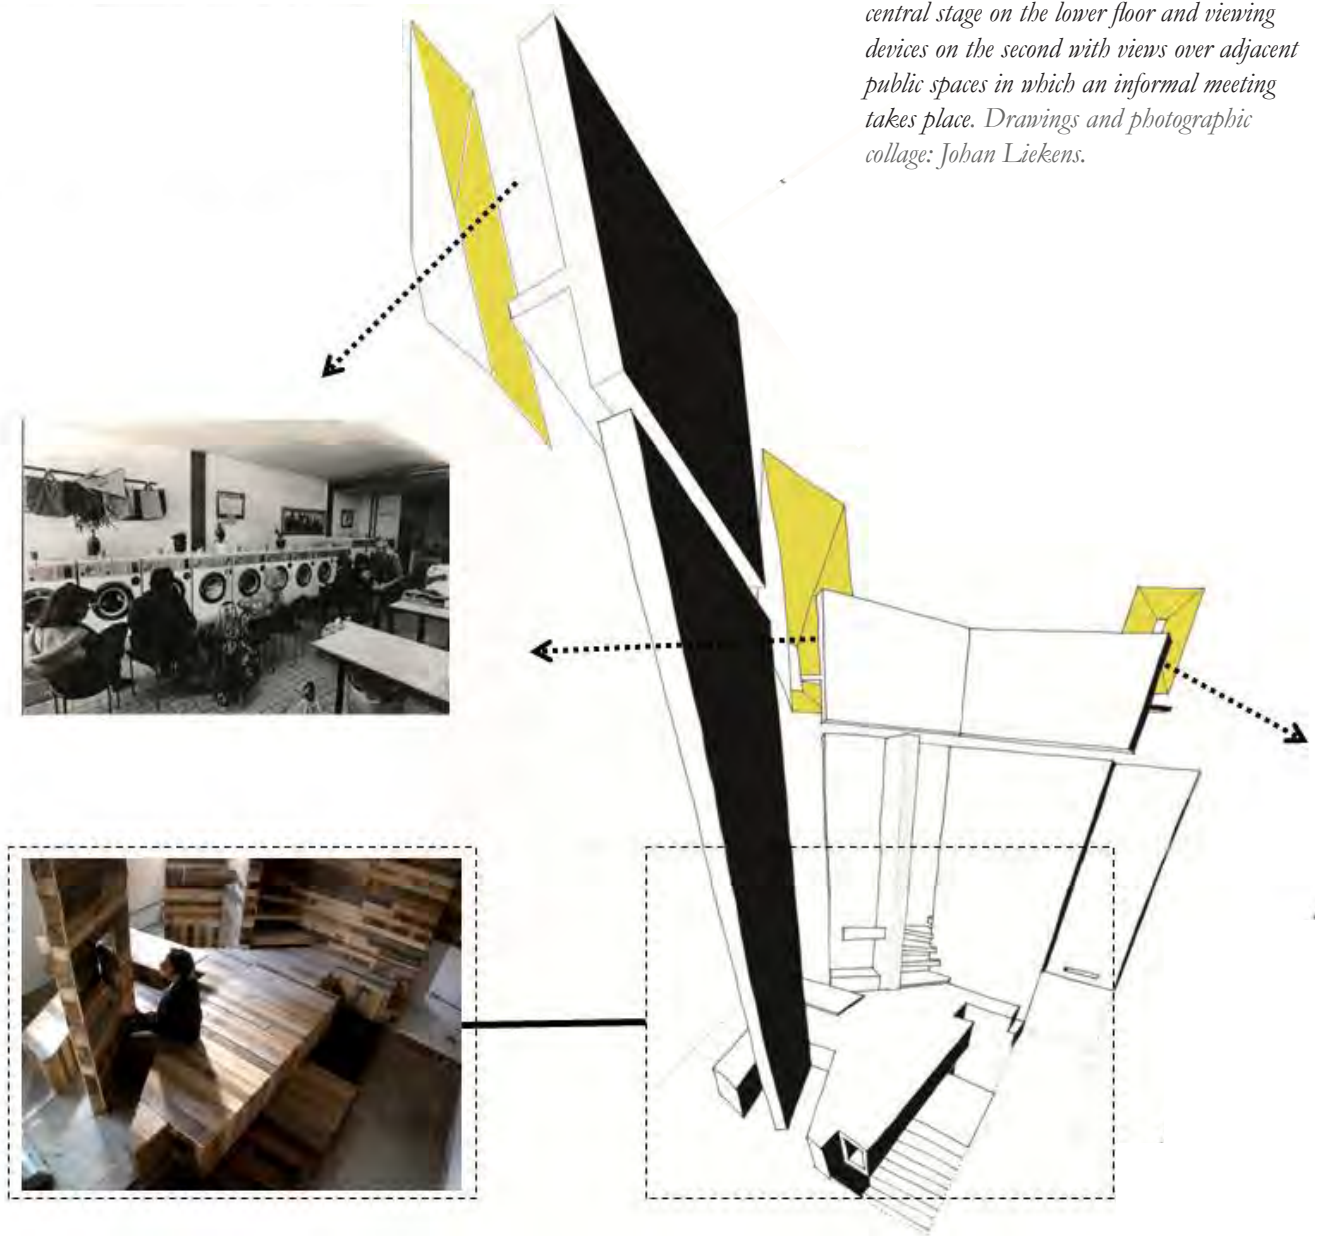 central stage on the lower floor and viewing
devices on the second with views over adjacent
public spaces in which an informal meeting
takes place. Drawings and photographic
collage: Johan Liekens.